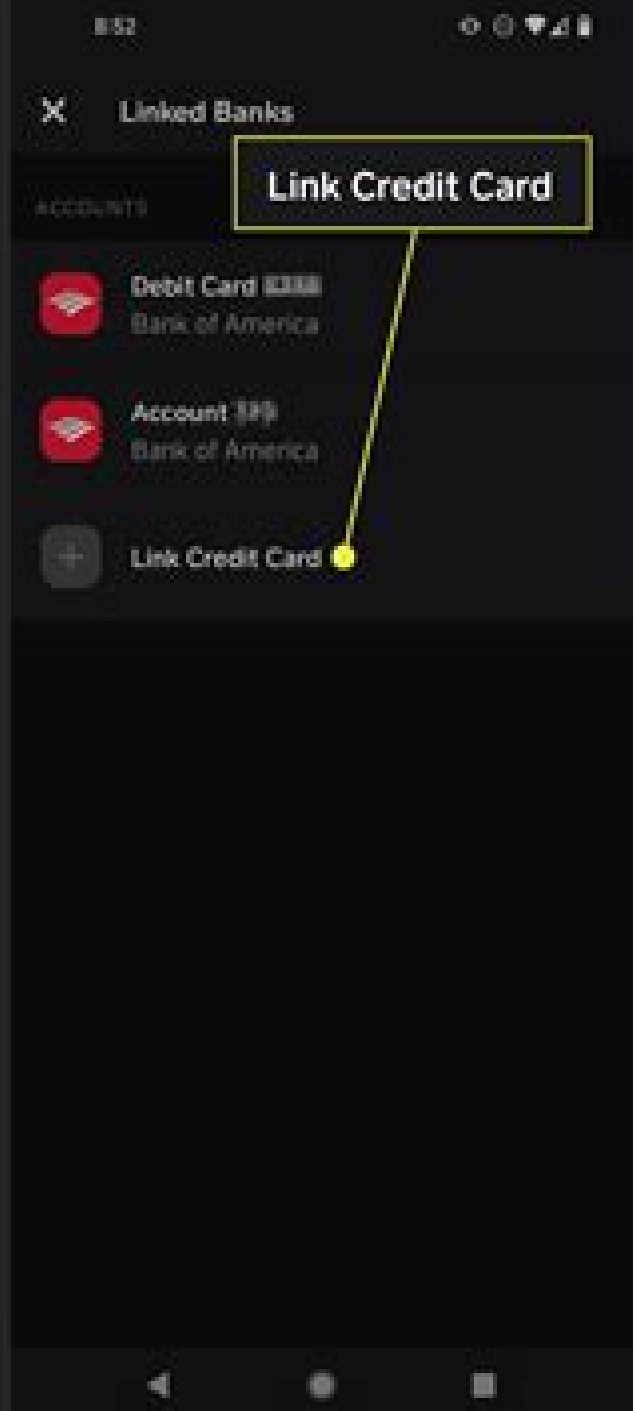 8:52
Linked Banks
Link Credit Card
ACCOUNTS
Debit Card
Bank of America
Account
Bank of America
Link Credit Card